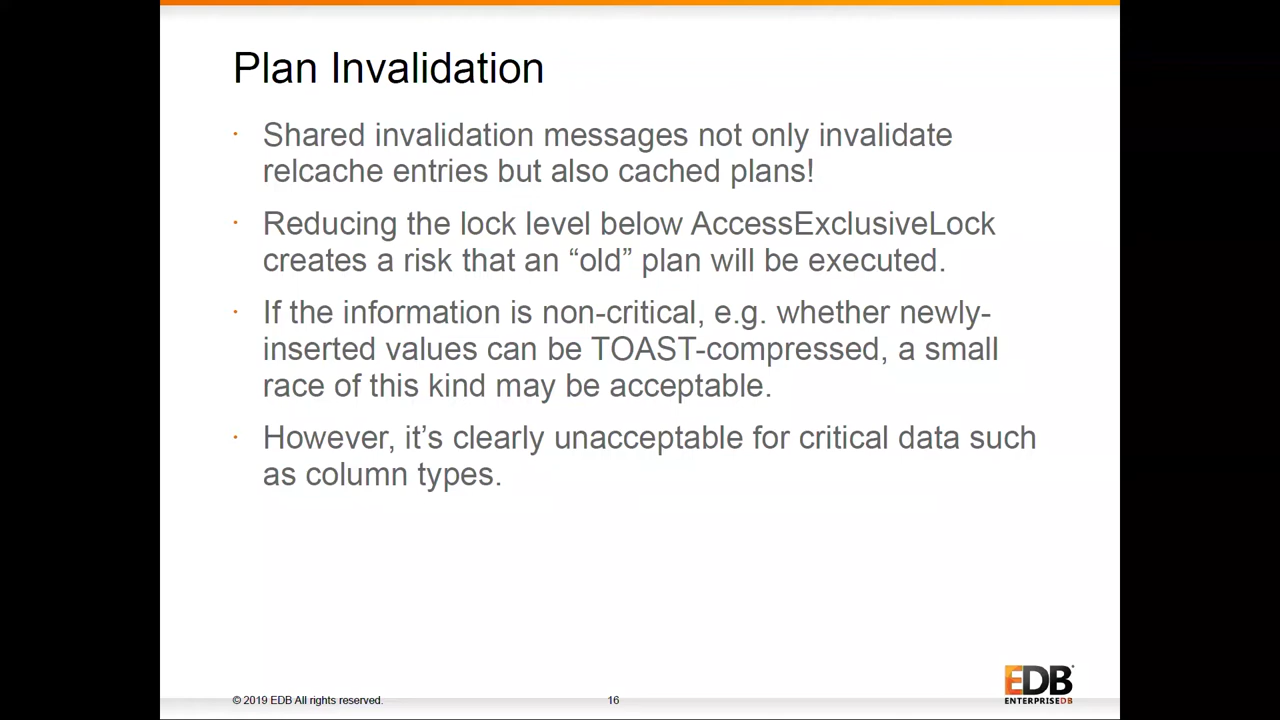 Plan Invalidation
· Shared invalidation messages not only invalidate
relcache entries but also cached plans!
· Reducing the lock level below AccessExclusiveLock
creates a risk that an “old” plan will be executed.
· If the information is non-critical, e.g. whether newly-
inserted values can be TOAST-compressed, a small
race of this kind may be acceptable.
· However, it’s clearly unacceptable for critical data such
as column types.
EDB
ENTERPRISEDB
© 2019 EDB All rights reserved.
16